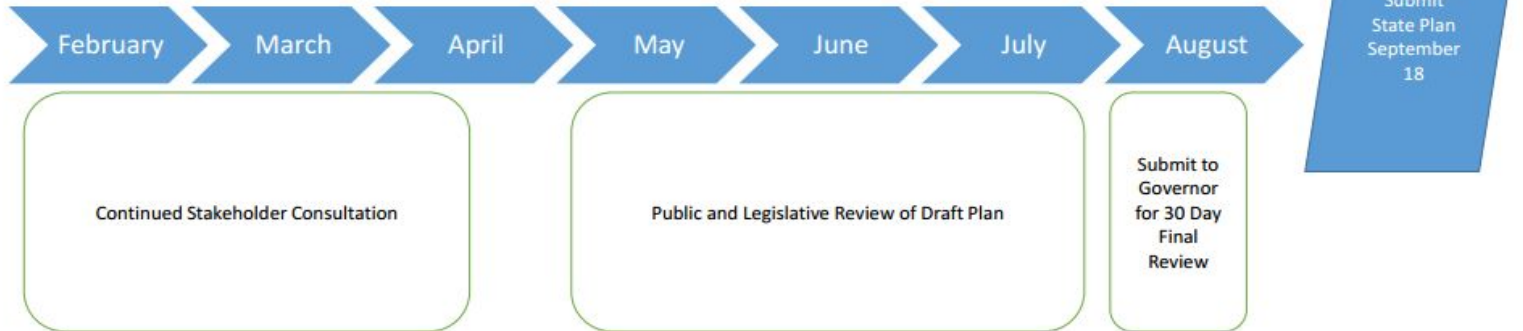 February
March
April
May
June
July
August
Submit
State Plan
September
18
Continued Stakeholder Consultation
Public and Legislative Review of Draft Plan
Submit to
Governor
for 30 Day
Final
Review